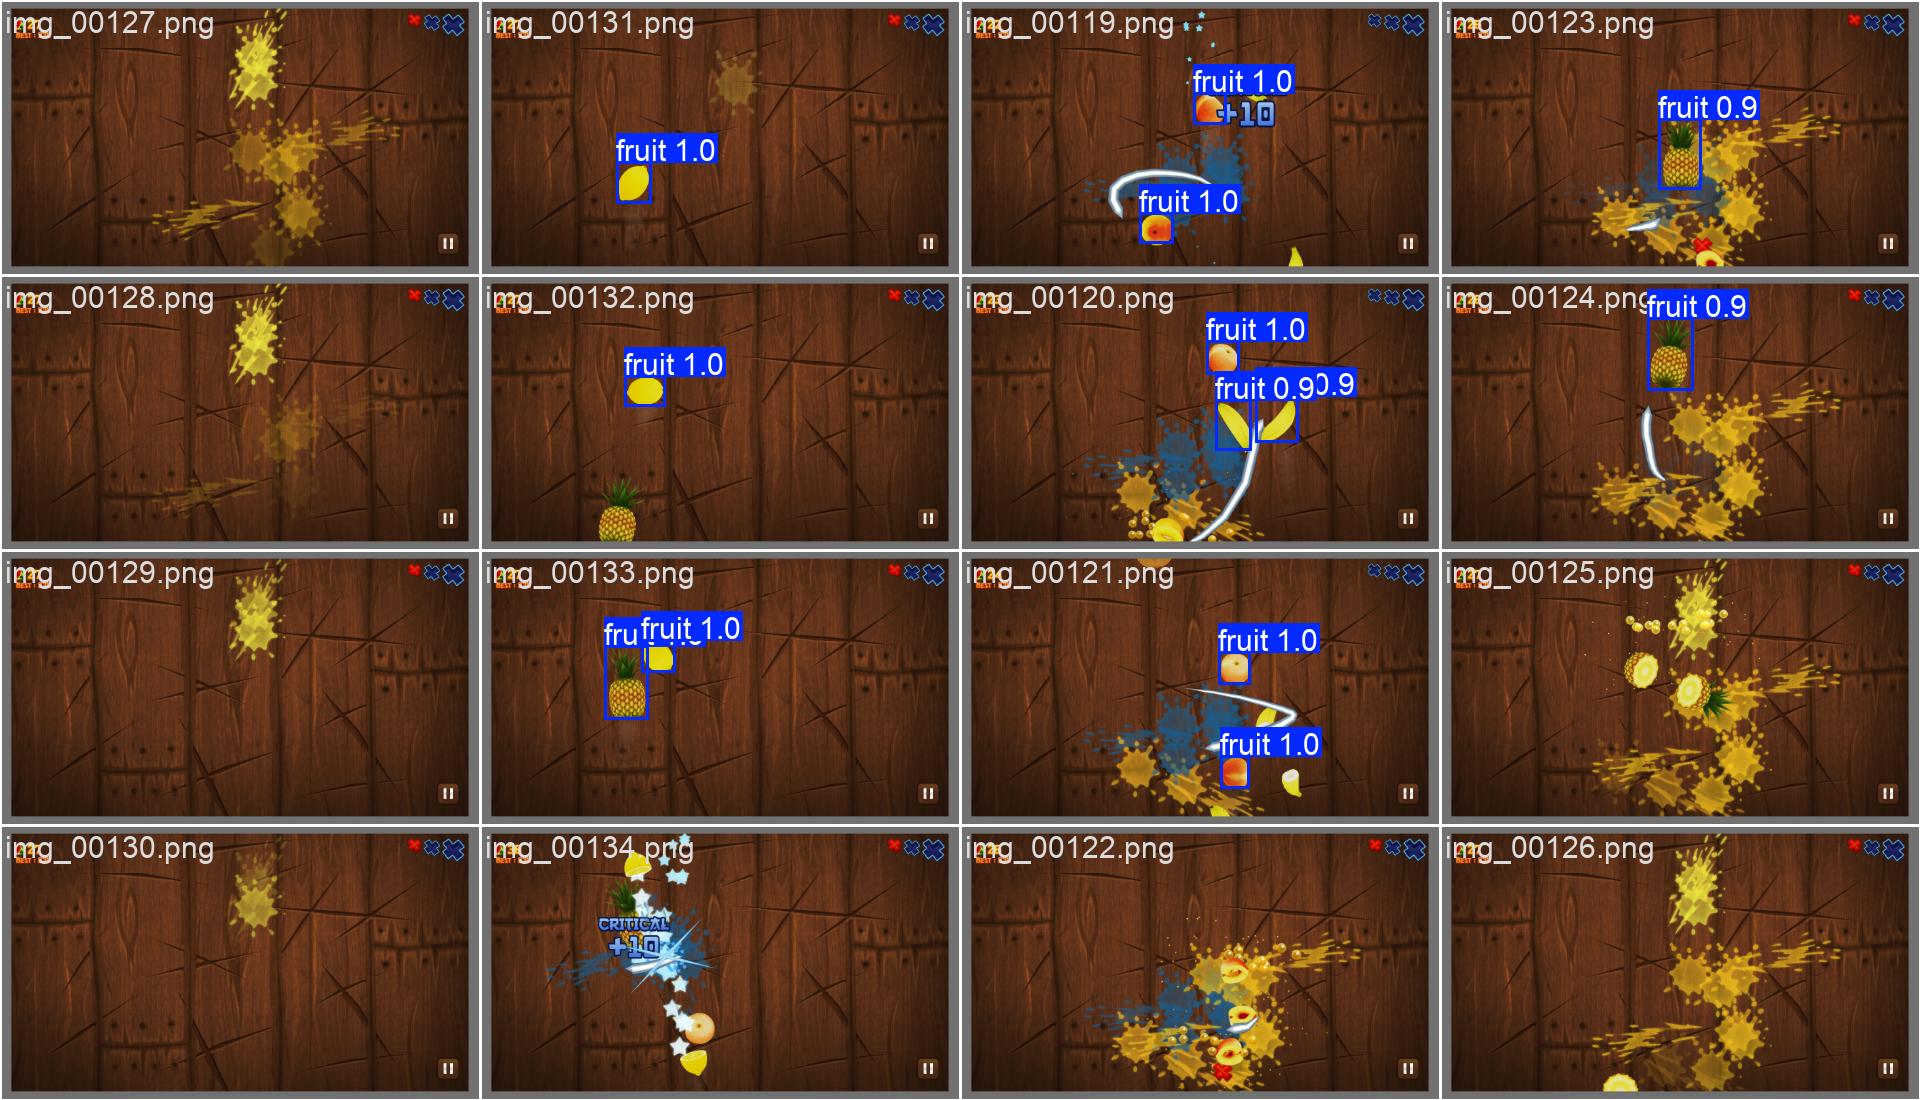 img_00127.png
img_00131.png
fruit 1.0
img_00119.png
fruit 1.0
+10
fruit 1.0
img_00123.png
fruit 0.9
img_00128.png
img_00132.png
fruit 1.0
img_00120.png
fruit 1.0
fruit 0.9
0.9
img_00124.png
fruit 0.9
img_00129.png
img_00133.png
fruit 1.0
img_00121.png
fruit 1.0
fruit 1.0
img_00125.png
img_00130.png
img_00134.png
CRITICAL
+10
img_00122.png
img_00126.png